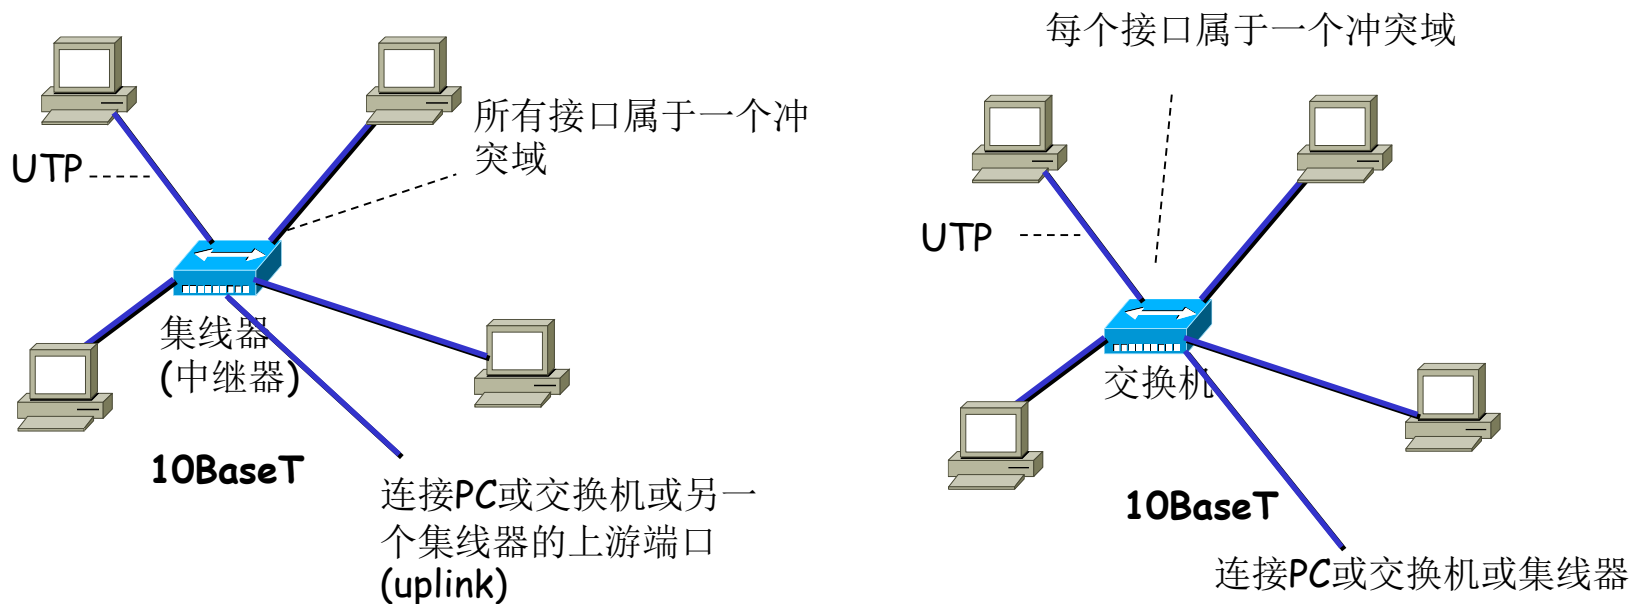 所有接口属于一个冲
突域
UTP
集线器
(中继器)
10BaseT
连接PC或交换机或另一
个集线器的上游端口
(uplink)
每个接口属于一个冲突域
UTP
交换机
10BaseT
连接PC或交换机或集线器